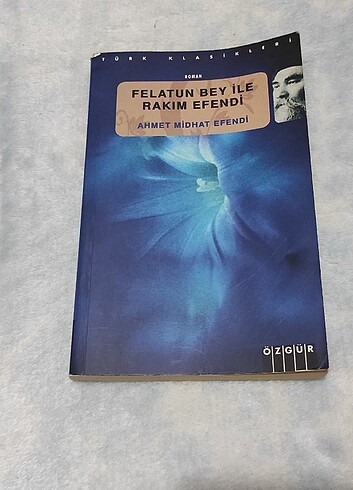 TÜRK KLASİKLERİ
ROMAN
FELATUN BEY İLE
RAKIM EFENDİ
AHMET MİDHAT EFENDİ
ÖZGÜR